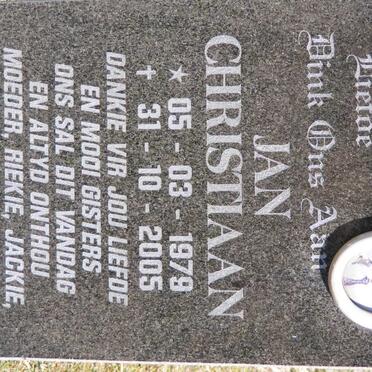 Liefde
Dink Ons Aan
JAN
CHRISTIAAN
★ 05 - 03 - 1979
✝ 31 - 10 - 2005
DANKIE VIR JOU LIEFDE
EN MOOI GISTERS
ONS SAL DIT VANDAG
EN ALTYD ONTHOU
MOEDER, RIEKIE, JACKIE,